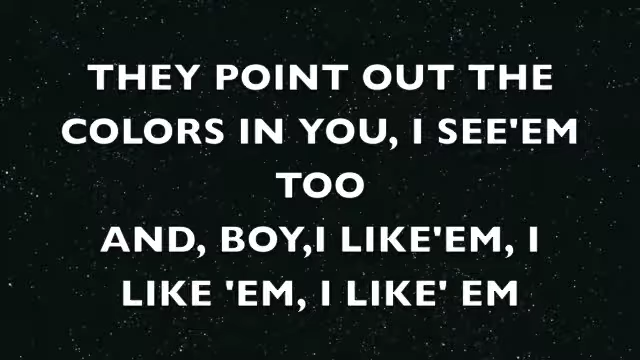 THEY POINT OUT THE
COLORS IN YOU, I SEE'EM
TOO
AND, BOY,I LIKE'EM, I
LIKE 'EM, I LIKE' EM